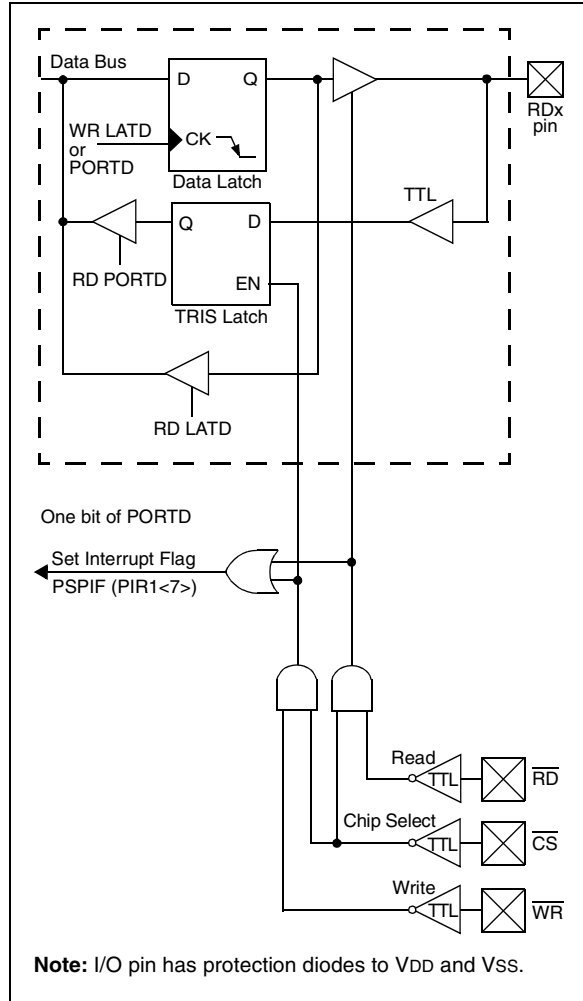 Data Bus
D Q
RDx
pin
WR LATD
or
PORTD
CK
Data Latch
TTL
Q D
RD PORTD
EN
TRIS Latch
RD LATD
One bit of PORTD
Set Interrupt Flag
PSPIF (PIR1<7>)
Read
TTL
RD
Chip Select
TTL
CS
Write
TTL
WR
Note: I/O pin has protection diodes to VDD and VSS.